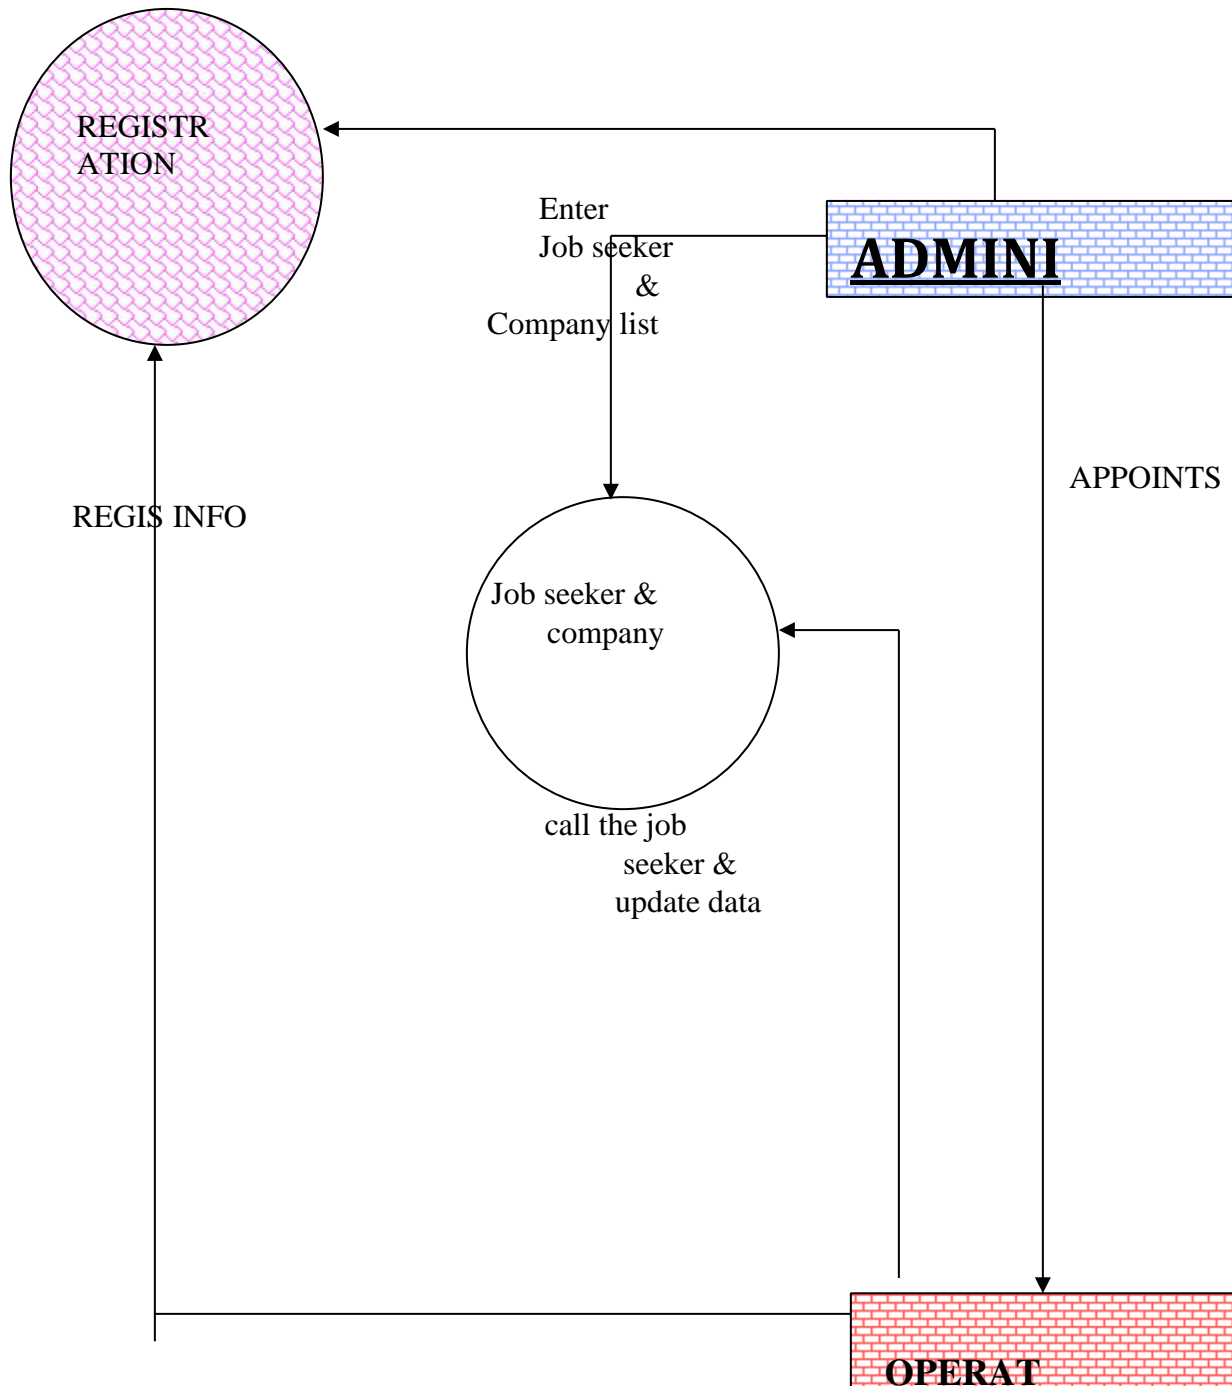 REGISTR
ATION
Enter
Job seeker
&
Company list
ADMINI
APPOINTS
REGIS INFO
Job seeker &
company
call the job
seeker &
update data
OPERAT